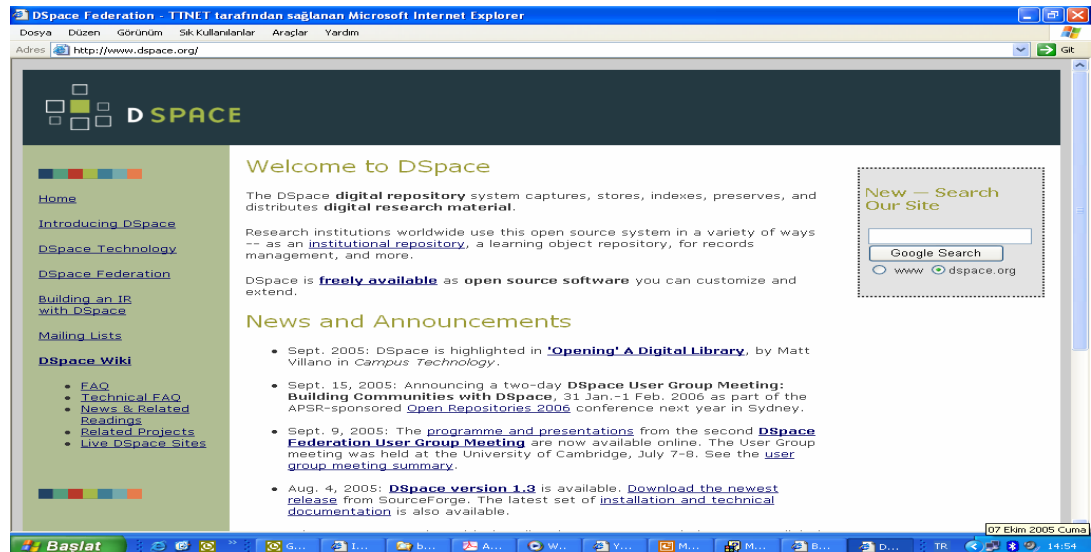 DSpace Federation - TTNET tarafından sağlanan Microsoft Internet Explorer
Dosya Düzen Görünüm Sık Kullanılanlar Araçlar Yardım
Adres http://www.dspace.org/ Git
D SPACE
Home
Introducing DSpace
DSpace Technology
DSpace Federation
Building an IR
with DSpace
Mailing Lists
DSpace Wiki
FAQ
Technical FAQ
News & Related
Readings
Related Projects
Live DSpace Sites
Welcome to DSpace
The DSpace digital repository system captures, stores, indexes, preserves, and
distributes digital research material.
Research institutions worldwide use this open source system in a variety of ways
-- as an institutional repository, a learning object repository, for records
management, and more.
DSpace is freely available as open source software you can customize and
extend.
News and Announcements
Sept. 2005: DSpace is highlighted in 'Opening' A Digital Library, by Matt
Villano in Campus Technology.
Sept. 15, 2005: Announcing a two-day DSpace User Group Meeting:
Building Communities with DSpace, 31 Jan.-1 Feb. 2006 as part of the
APSR-sponsored Open Repositories 2006 conference next year in Sydney.
Sept. 9, 2005: The programme and presentations from the second DSpace
Federation User Group Meeting are now available online. The User Group
meeting was held at the University of Cambridge, July 7-8. See the user
group meeting summary.
Aug. 4, 2005: DSpace version 1.3 is available. Download the newest
release from SourceForge. The latest set of installation and technical
documentation is also available.
New — Search
Our Site
Google Search
www dspace.org
07 Ekim 2005 Cuma
Başlat G... I... b... A... W... Y... M... M... B... D... TR 14:54